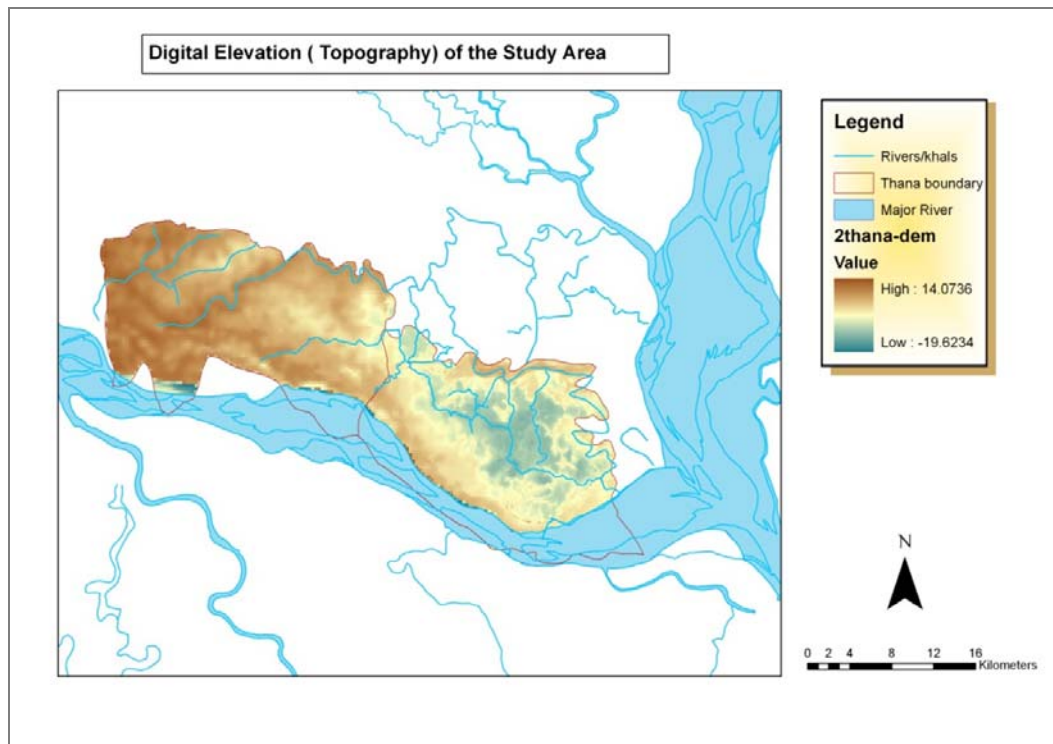 Digital Elevation ( Topography) of the Study Area
Legend
Rivers/khals
Thana boundary
Major River
2thana-dem
Value
High : 14.0736
Low : -19.6234
N
0 2 4 8 12 16
Kilometers